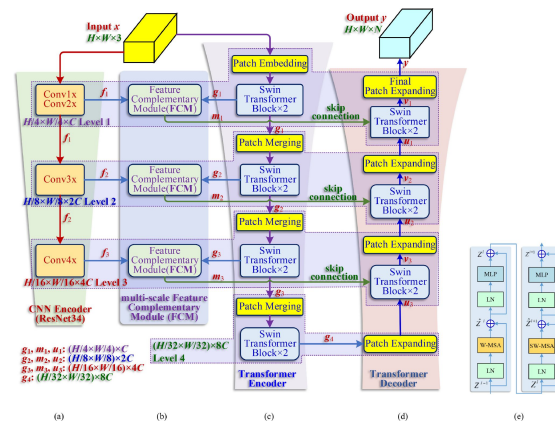 Input x
H×W×3
Output y
H×W×N
Patch Embedding
Final
Patch Expanding
Conv1x
Conv2x
f₁
Feature
Complementary
Module(FCM)
g₁
Swin
Transformer
Block×2
skip
connection
Swin
Transformer
Block×2
H/4×W/4×C Level 1
m₁
g₁
y
y₁
u₁
f₁
Patch Merging
Patch Expanding
Conv3x
f₂
Feature
Complementary
Module(FCM)
g₂
Swin
Transformer
Block×2
skip
connection
y₂
Swin
Transformer
Block×2
H/8×W/8×2C Level 2
m₂
f₂
Patch Merging
Patch Expanding
Conv4x
f₃
Feature
Complementary
Module(FCM)
g₃
Swin
Transformer
Block×2
skip
connection
y₃
Swin
Transformer
Block×2
H/16×W/16×4C Level 3
m₃
u₃
CNN Encoder
(ResNet34)
multi-scale Feature
Complementary
Module (FCM)
Patch Merging
(H/32×W/32)×8C
Level 4
Swin
Transformer
Block×2
g₄
Patch Expanding
g₁, m₁, u₁: (H/4×W/4)×C
g₂, m₂, u₂: (H/8×W/8)×2C
g₃, m₃, u₃: (H/16×W/16)×4C
g₄: (H/32×W/32)×8C
Transformer
Encoder
Transformer
Decoder
MLP
LN
W-MSA
LN
MLP
LN
SW-MSA
LN
(a)
(b)
(c)
(d)
(e)